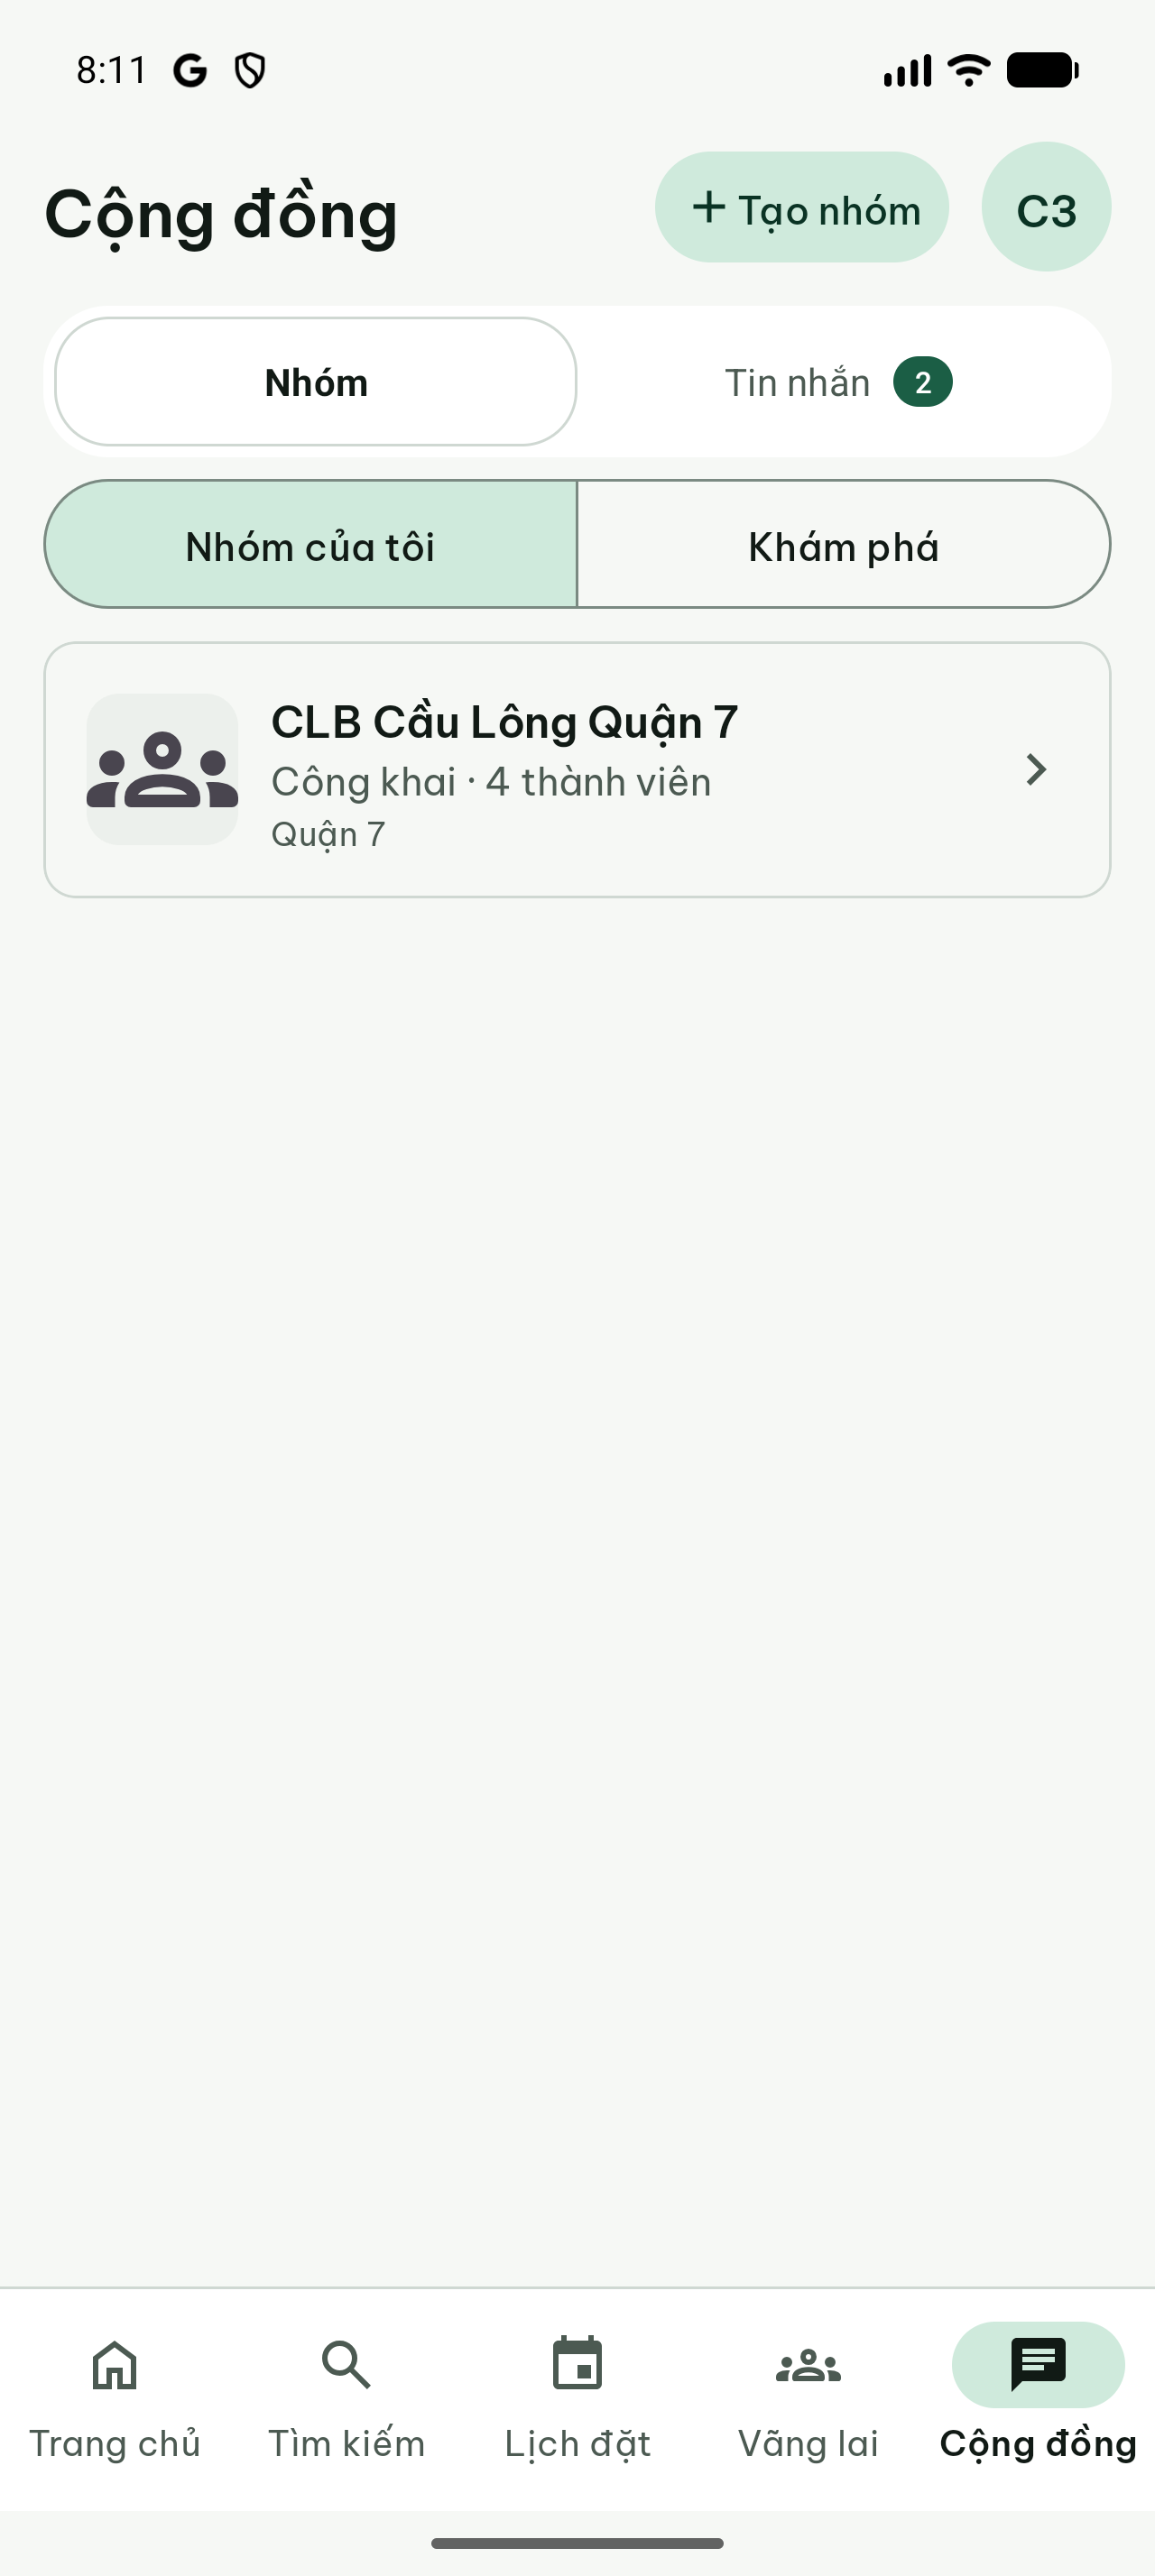 8:11
Cộng đồng
+ Tạo nhóm
C3
Nhóm
Tin nhắn 2
Nhóm của tôi
Khám phá
CLB Cầu Lông Quận 7
Công khai · 4 thành viên
Quận 7
Trang chủ
Tìm kiếm
Lịch đặt
Vãng lai
Cộng đồng